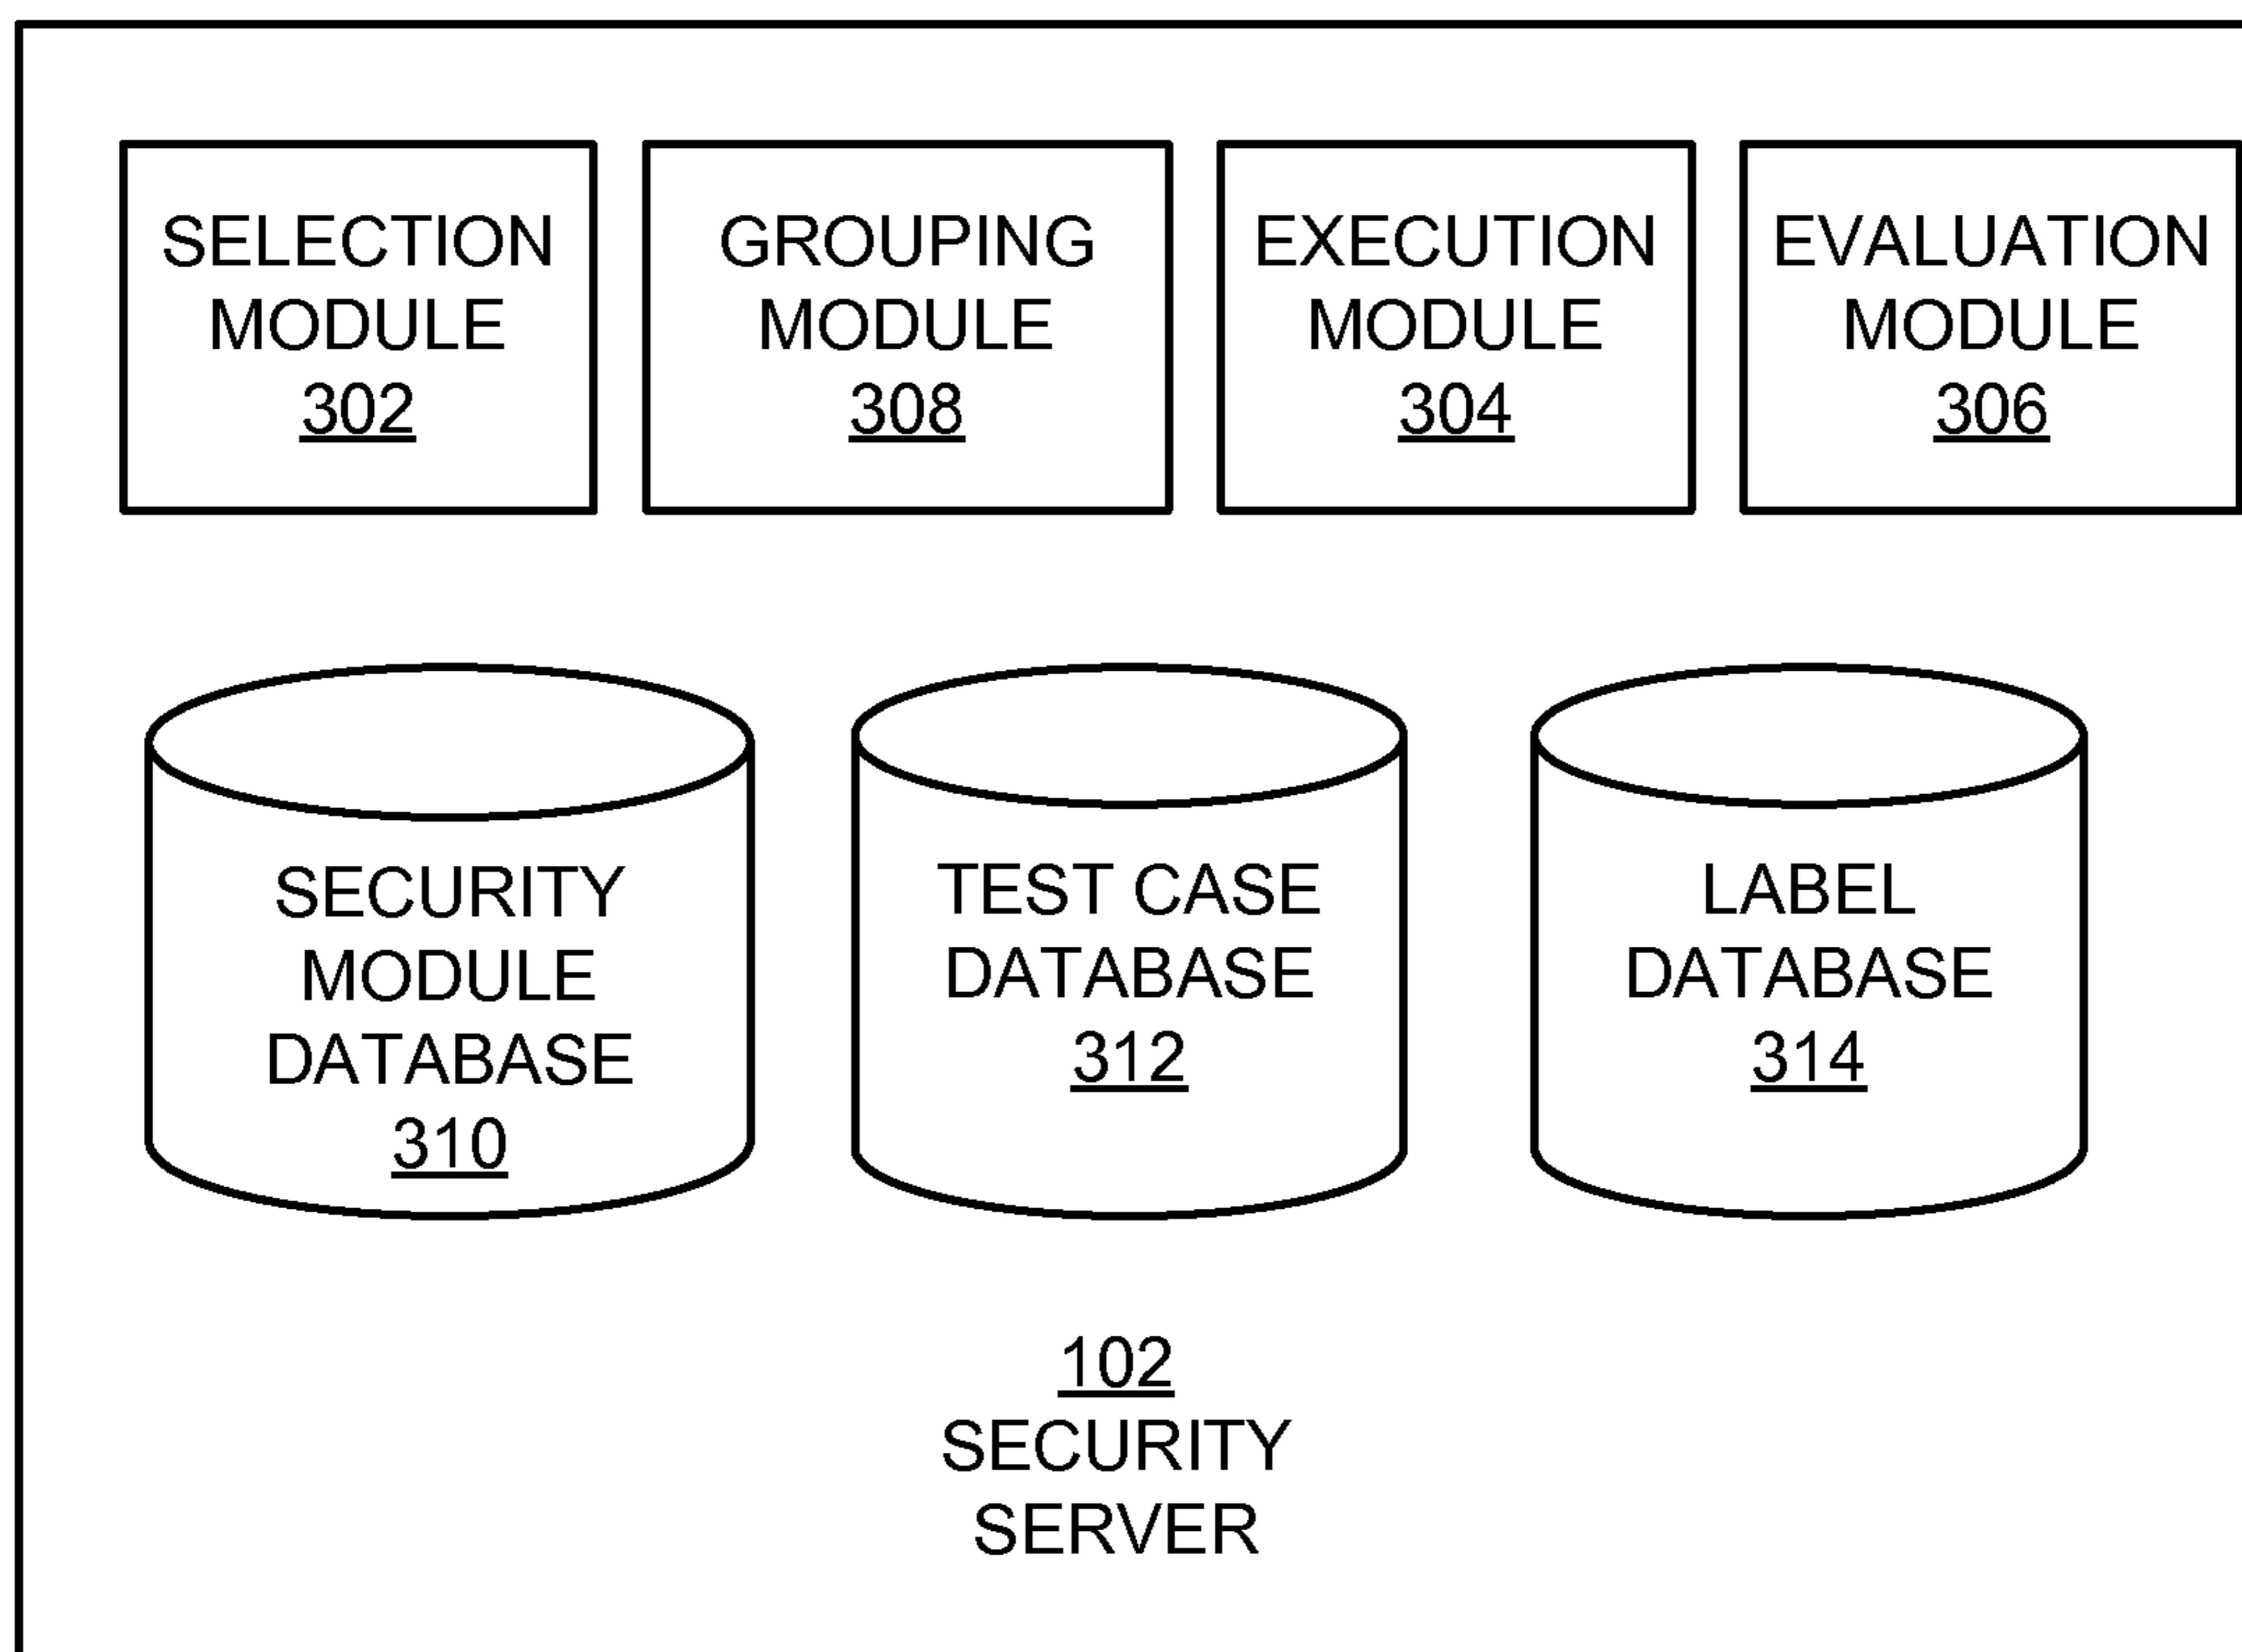 SELECTION
MODULE
302
GROUPING
MODULE
308
EXECUTION
MODULE
304
EVALUATION
MODULE
306
SECURITY
MODULE
DATABASE
310
TEST CASE
DATABASE
312
LABEL
DATABASE
314
102
SECURITY
SERVER